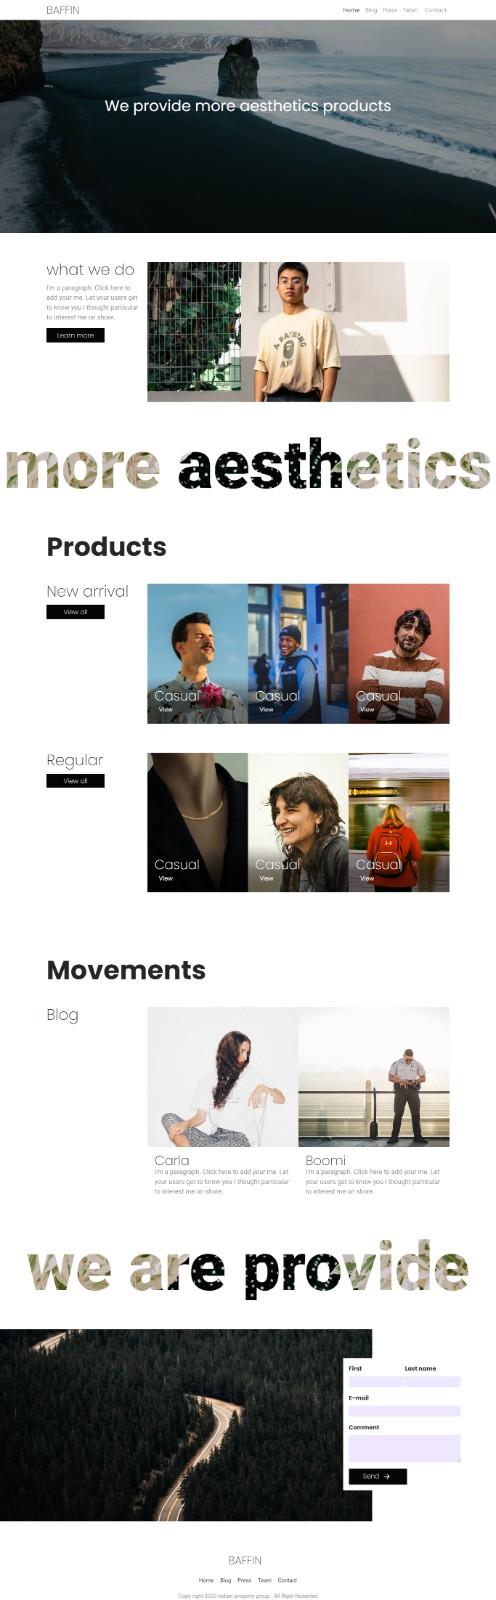 BAFFIN
Home Blog Press Team Contact
We provide more aesthetics products
what we do
I'm a paragraph. Click here to
add your me. Let your users get
to know you I thought particular
to interest me on shore.
Learn more
more aesthetics
Products
New arrival
View all
Casual Casual Casual
View View View
Regular
View all
Casual Casual Casual
View View View
Movements
Blog
Carla
I'm a paragraph. Click here to add your me. Let
your users get to know you I thought particular
to interest me on shore.
Boomi
I'm a paragraph. Click here to add your me. Let
your users get to know you I thought particular
to interest me on shore.
we are provide
First Last name
E-mail
Comment
Send →
BAFFIN
Home Blog Press Team Contact
Copy right 2020 indian property group . All Right Reserved